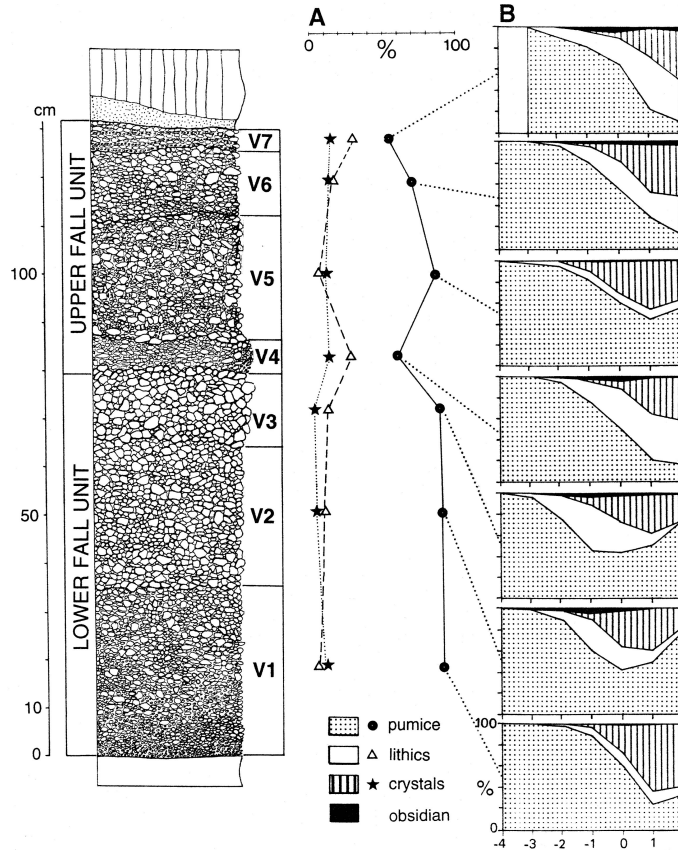 A
B
0 100
%
cm
100
50
10
0
UPPER FALL UNIT
LOWER FALL UNIT
V7
V6
V5
V4
V3
V2
V1
pumice
lithics
crystals
obsidian
100
%
0
-4 -3 -2 -1 0 1